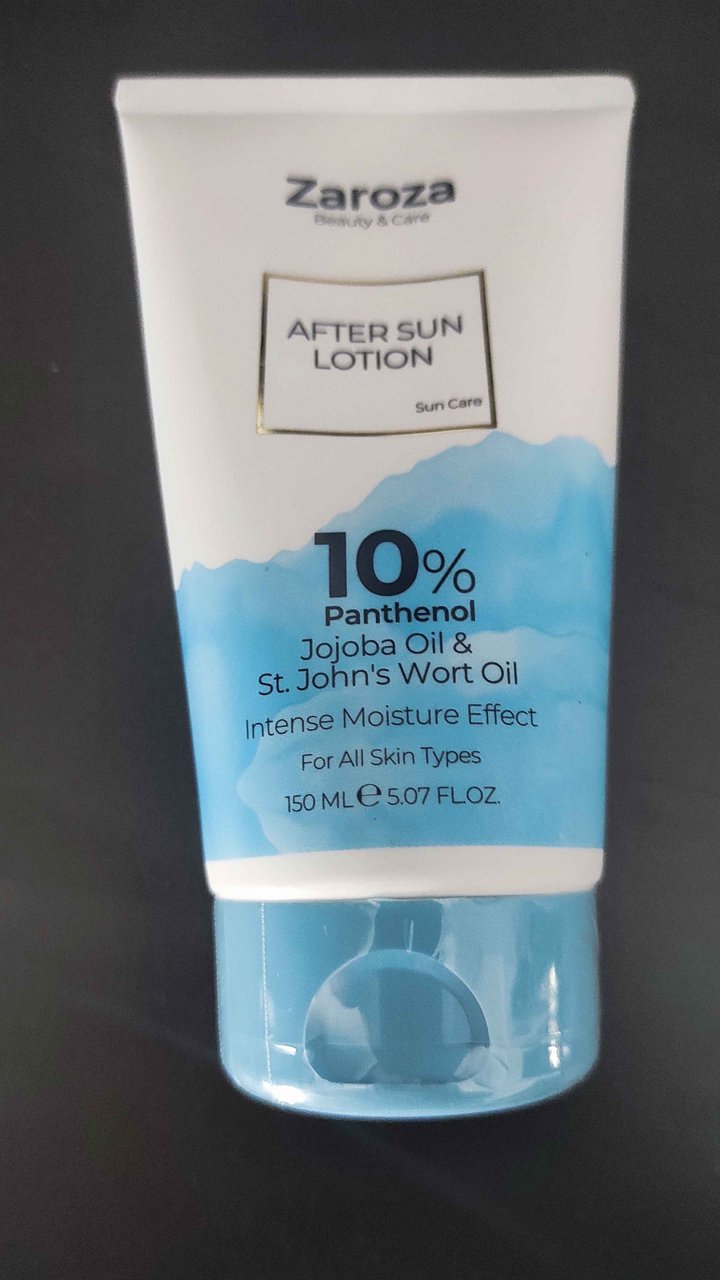 Zaroza
Beauty & Care
AFTER SUN
LOTION
Sun Care
10%
Panthenol
Jojoba Oil &
St. John's Wort Oil
Intense Moisture Effect
For All Skin Types
150 ML ℮ 5.07 FL.OZ.